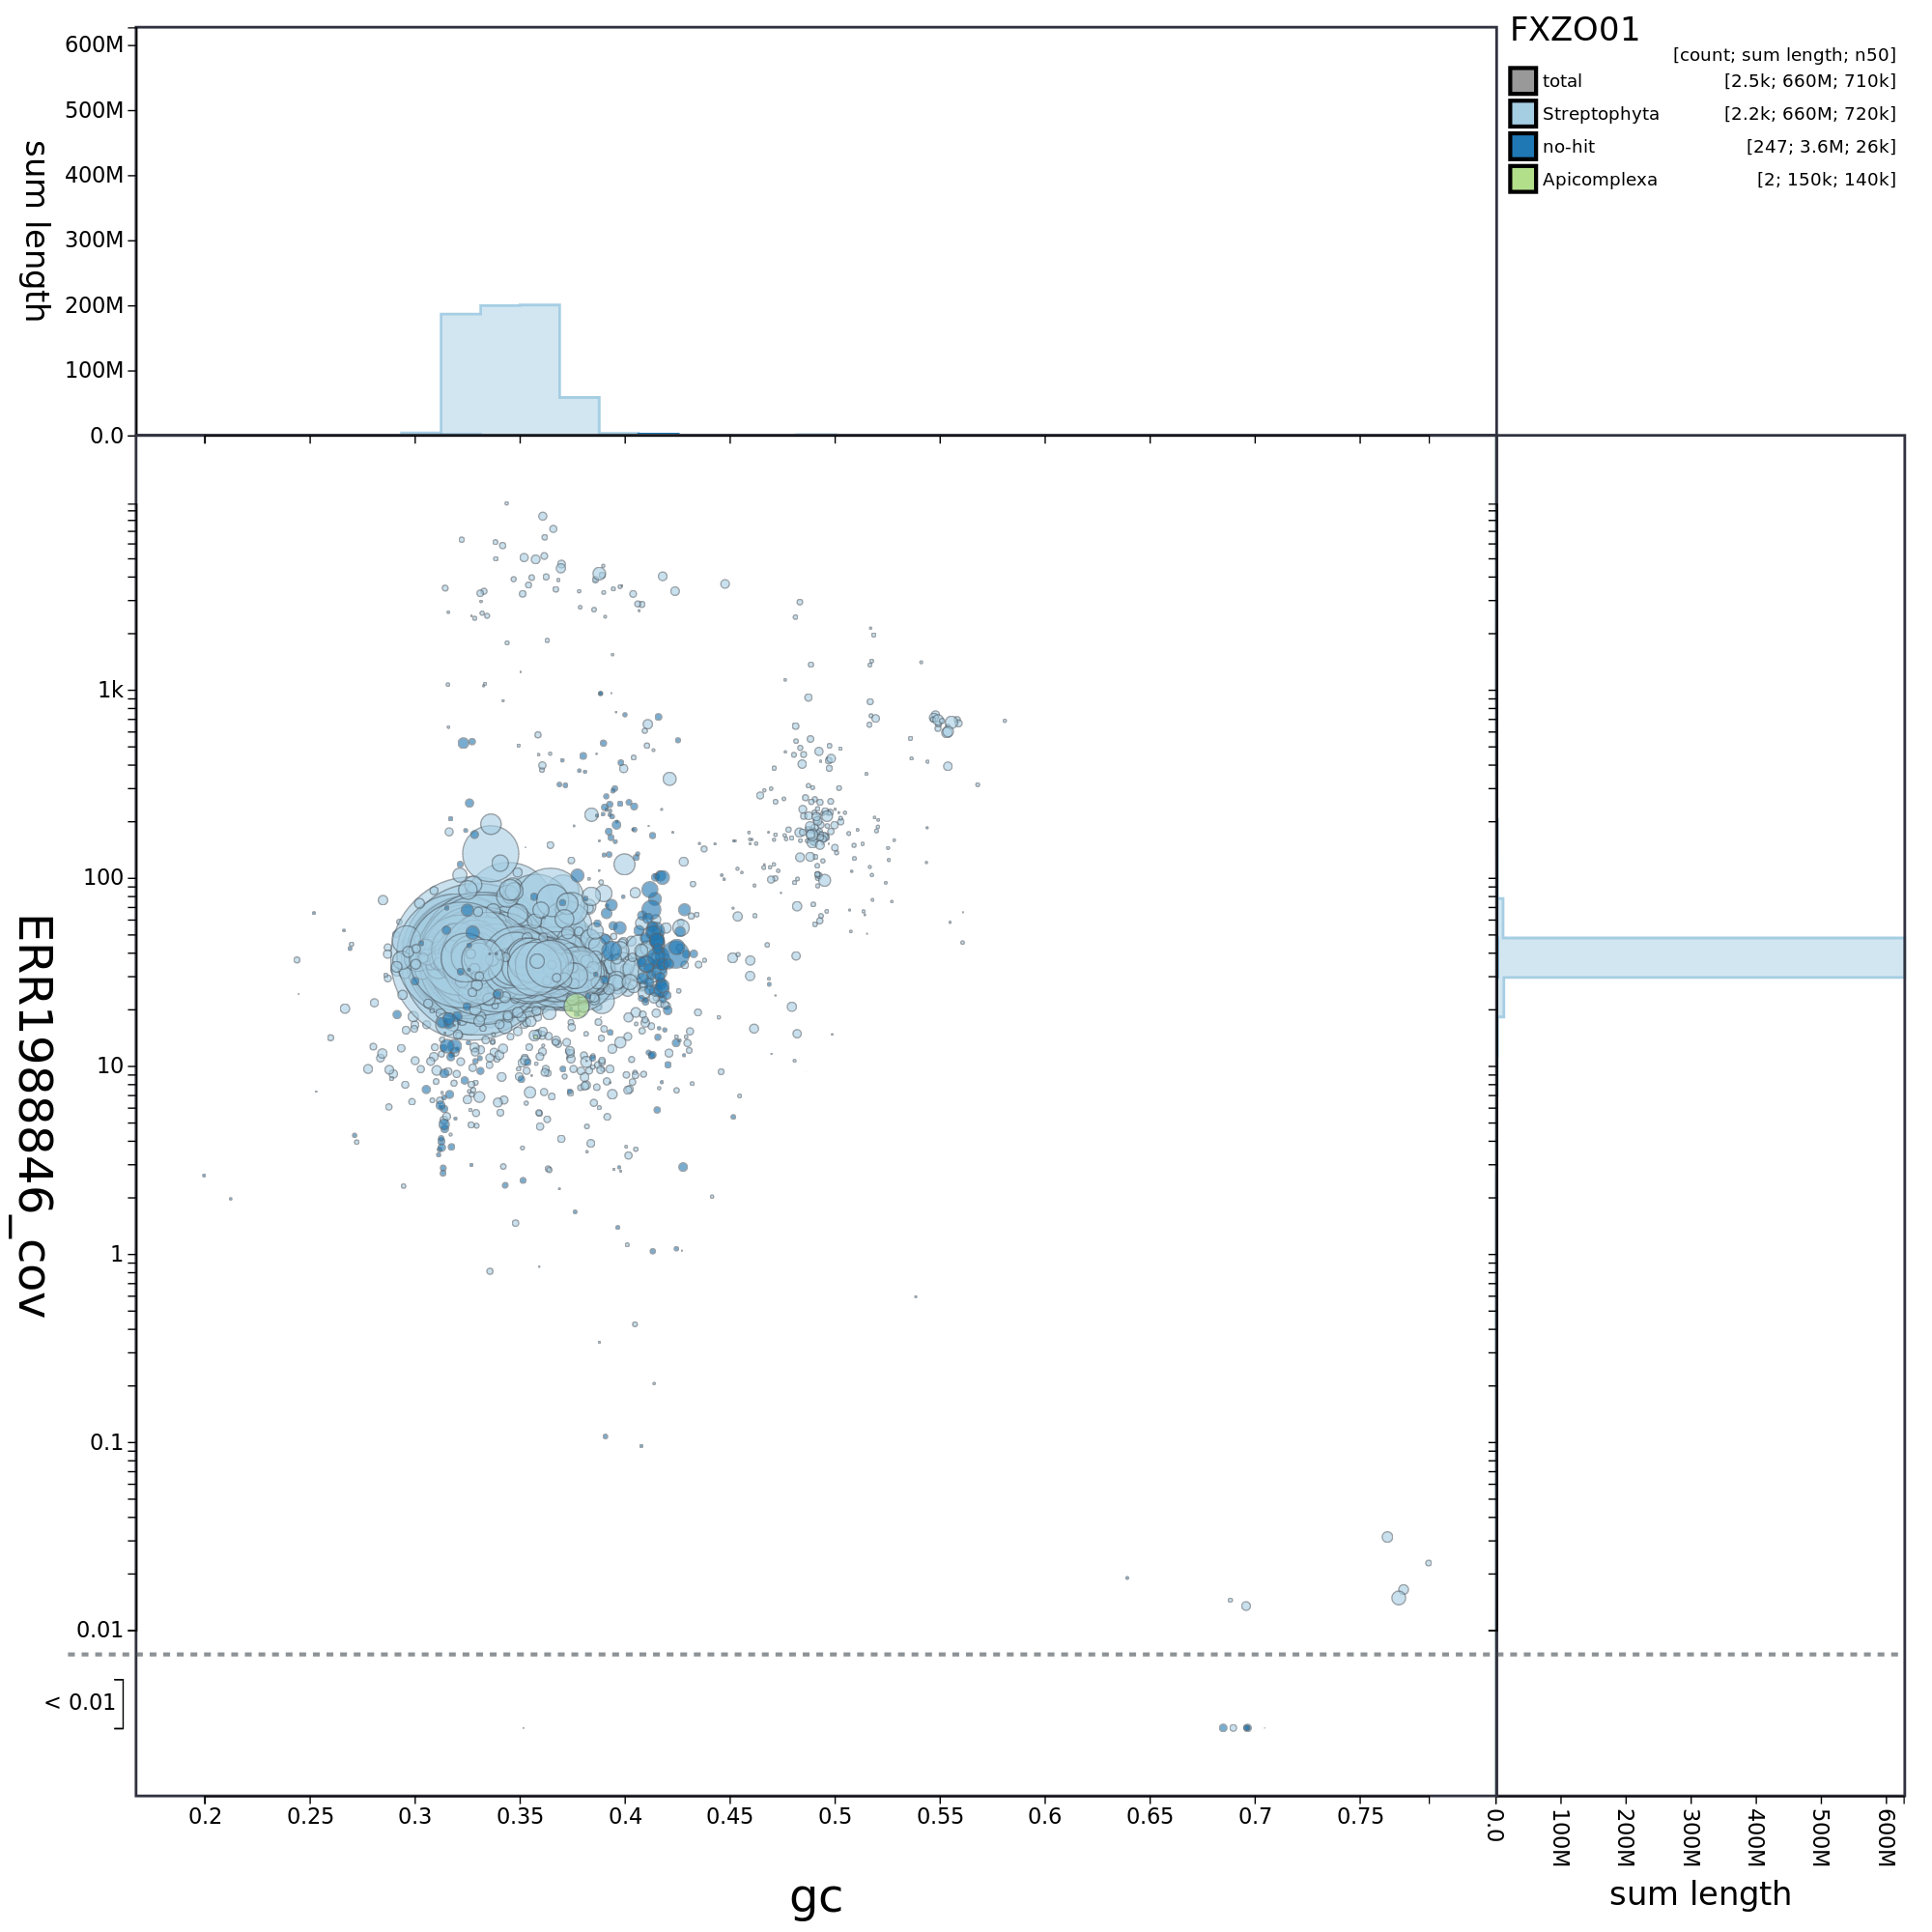 FXZO01
[count; sum length; n50]
total [2.5k; 660M; 710k]
Streptophyta [2.2k; 660M; 720k]
no-hit [247; 3.6M; 26k]
Apicomplexa [2; 150k; 140k]
600M
500M
400M
300M
200M
100M
0.0
sum length
1k
100
10
1
0.1
0.01
< 0.01
ERR1988846_cov
0.2 0.25 0.3 0.35 0.4 0.45 0.5 0.55 0.6 0.65 0.7 0.75
gc
0.0 100M 200M 300M 400M 500M 600M
sum length